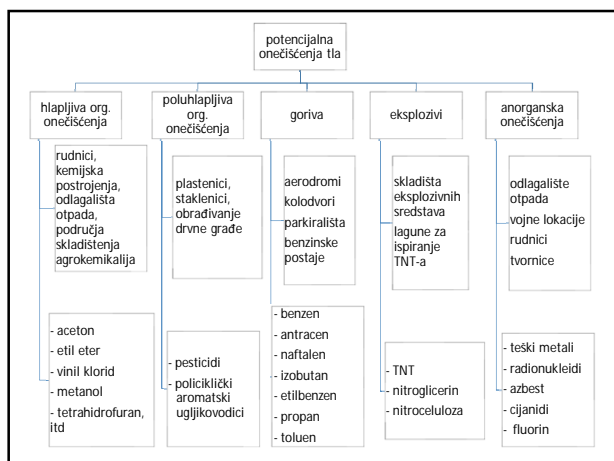 potencijalna
onečišćenja tla
hlapljiva org.
onečišćenja
poluhlapljiva
org.
onečišćenja
goriva
eksplozivi
anorganska
onečišćenja
rudnici,
kemijska
postrojenja,
odlagališta
otpada,
područja
skladištenja
agrokemikalija
plastenici,
staklenici,
obrađivanje
drvne građe
aerodromi
kolodvori
parkirališta
benzinske
postaje
skladišta
eksplozivnih
sredstava
lagune za
ispiranje
TNT-a
odlagalište
otpada
vojne lokacije
rudnici
tvornice
- aceton
- etil eter
- vinil klorid
- metanol
- tetrahidrofuran,
itd
- pesticidi
- policiklički
aromatski
ugljikovodici
- benzen
- antracen
- naftalen
- izobutan
- etilbenzen
- propan
- toluen
- TNT
- nitroglicerin
- nitroceluloza
- teški metali
- radionukleidi
- azbest
- cijanidi
- fluorin